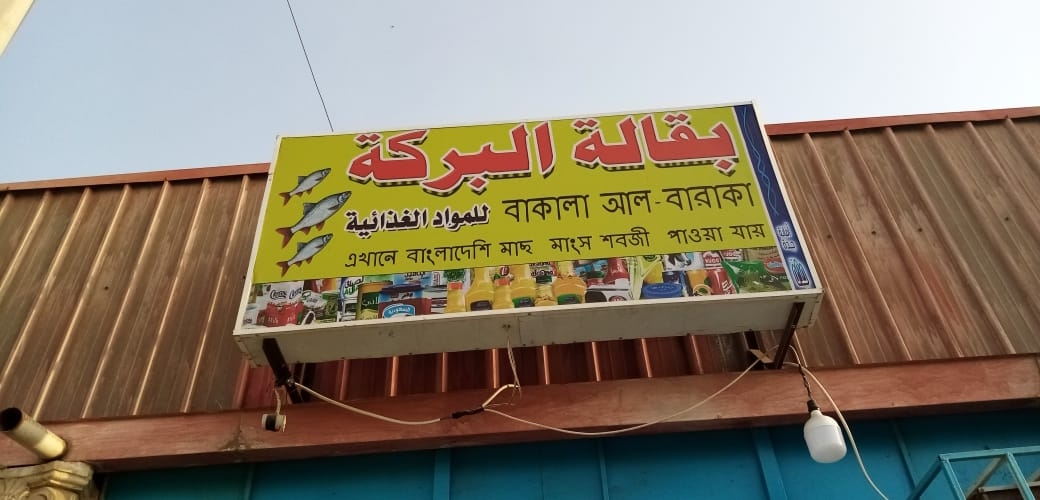 بقالة البركة
للمواد الغذائية
বাকালা আল-বারাকা
এখানে বাংলাদেশি মাছ মাংস শবজী পাওয়া যায়